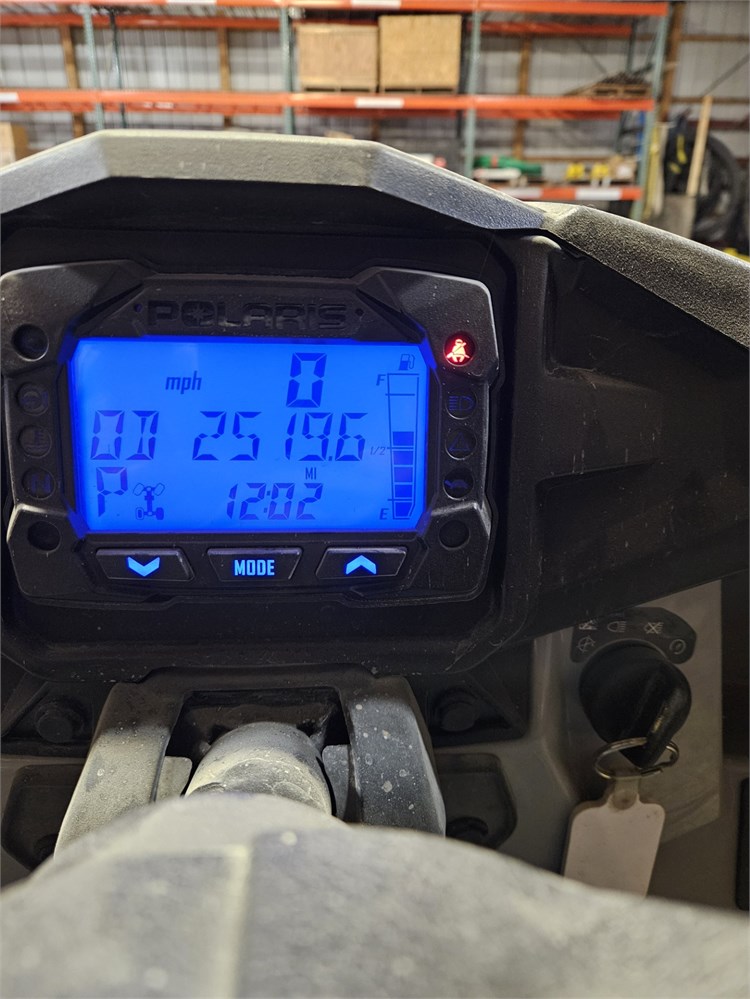 POLARIS
mph 0
F
OD 2519.6
1/2
MI
P 12:02
E
MODE